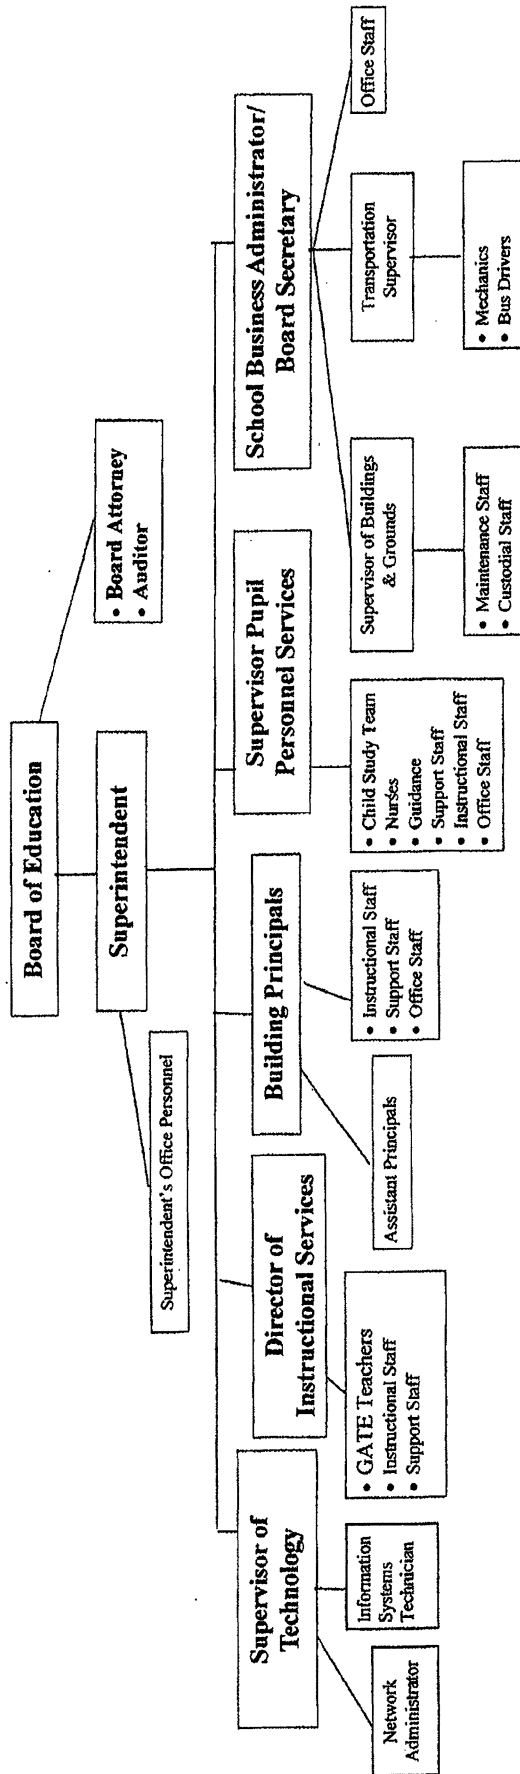 Board of Education
• Board Attorney
• Auditor
Superintendent
Superintendent's Office Personnel
Supervisor of
Technology
Director of
Instructional Services
Building Principals
Supervisor Pupil
Personnel Services
School Business Administrator/
Board Secretary
Network
Administrator
Information
Systems
Technician
• GATE Teachers
• Instructional Staff
• Support Staff
Assistant Principals
• Instructional Staff
• Support Staff
• Office Staff
• Child Study Team
• Nurses
• Guidance
• Support Staff
• Instructional Staff
• Office Staff
Supervisor of Buildings
& Grounds
Transportation
Supervisor
Office Staff
• Maintenance Staff
• Custodial Staff
• Mechanics
• Bus Drivers